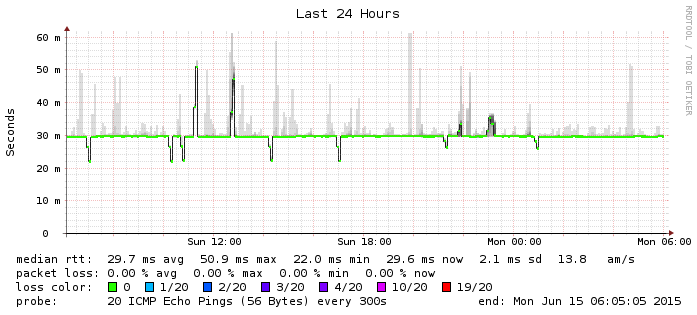 Last 24 Hours
RRDTOOL / TOBI OETIKER
Seconds
60 m
50 m
40 m
30 m
20 m
10 m
0
Sun 12:00 Sun 18:00 Mon 00:00 Mon 06:00
median rtt: 29.7 ms avg 50.9 ms max 22.0 ms min 29.6 ms now 2.1 ms sd 13.8 am/s
packet loss: 0.00 % avg 0.00 % max 0.00 % min 0.00 % now
loss color: 0 1/20 2/20 3/20 4/20 10/20 19/20
probe: 20 ICMP Echo Pings (56 Bytes) every 300s end: Mon Jun 15 06:05:05 2015